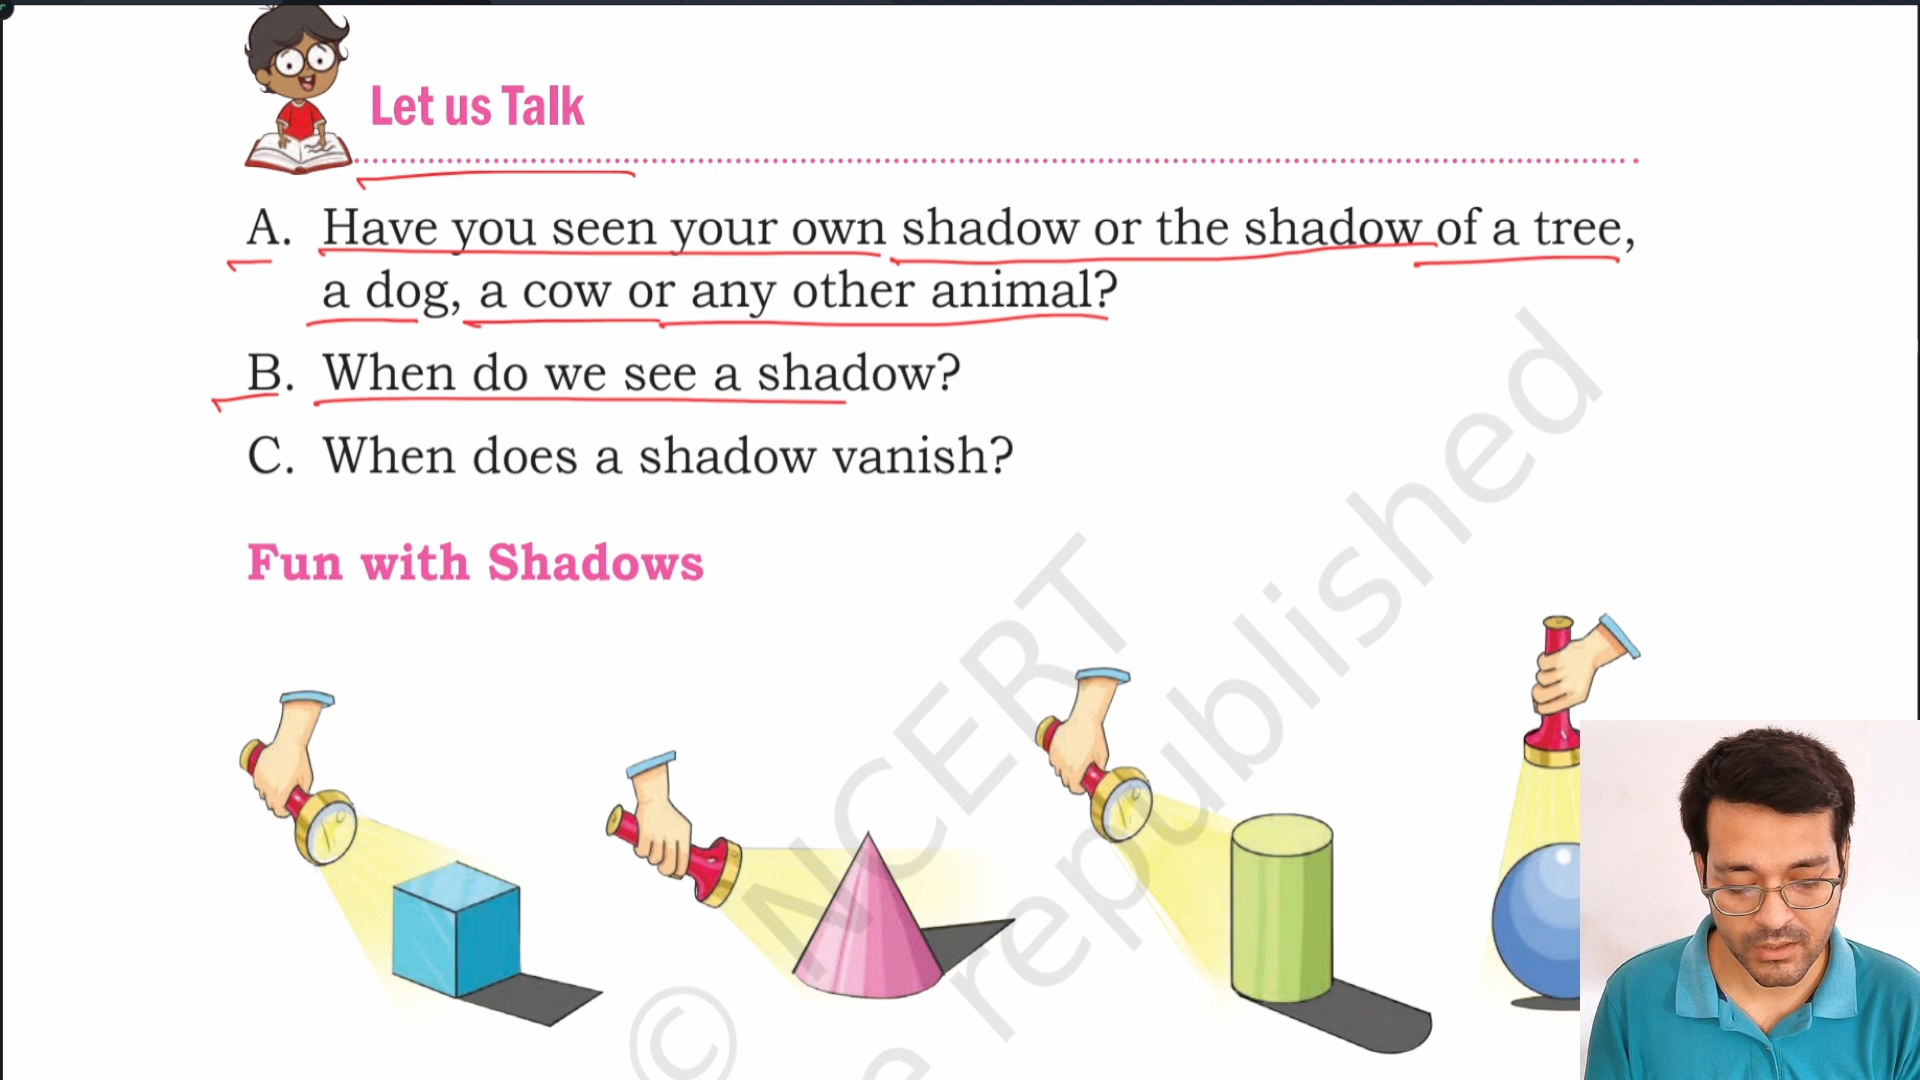 Let us Talk
A. Have you seen your own shadow or the shadow of a tree,
a dog, a cow or any other animal?
B. When do we see a shadow?
C. When does a shadow vanish?
Fun with Shadows
© NCERT
e republished